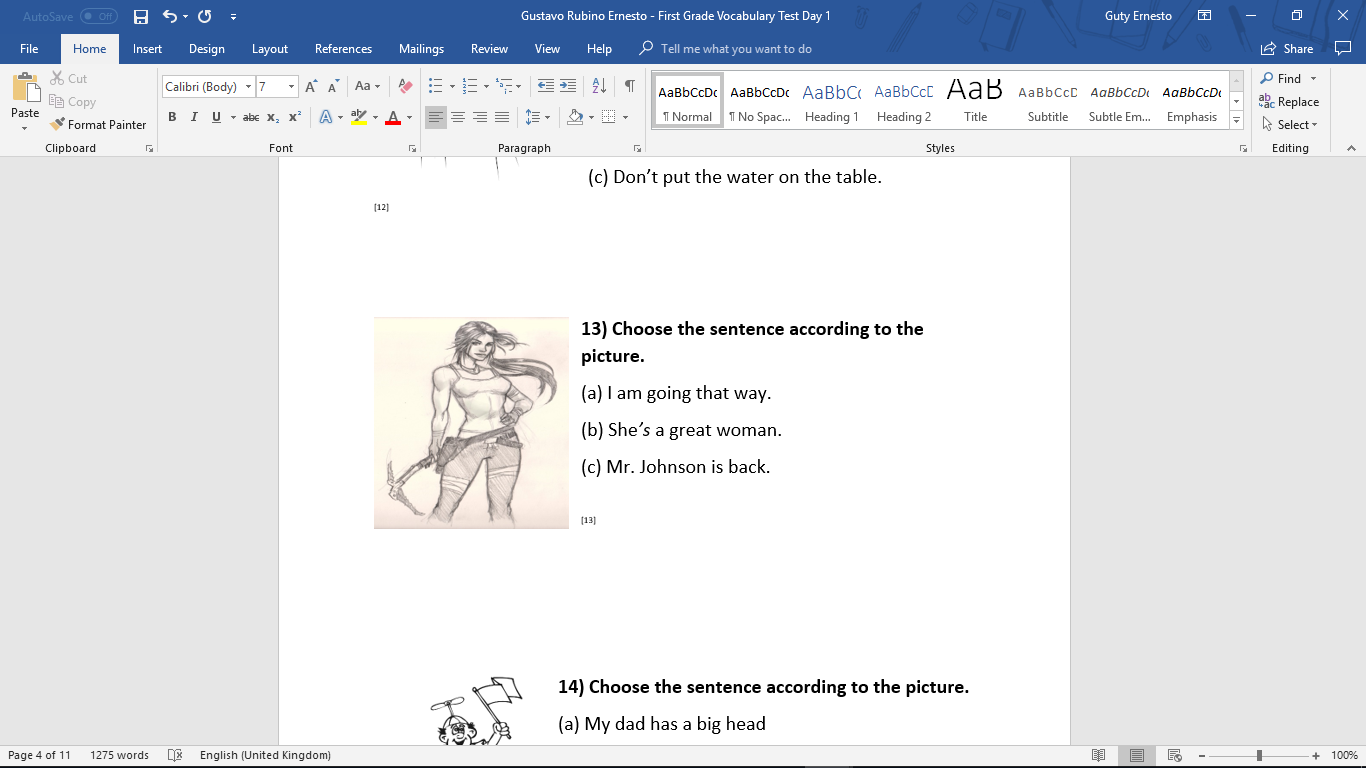 AutoSave Off
Gustavo Rubino Ernesto - First Grade Vocabulary Test Day 1
Guty Ernesto
File Home Insert Design Layout References Mailings Review View Help Tell me what you want to do Share
Paste
Cut
Copy
Format Painter
Clipboard
Calibri (Body) 7
Font
Paragraph
AaBbCcDc AaBbCcDc AaBbCc AaBbCcD AaB AaBbCcD AaBbCcDc AaBbCcDc
¶ Normal ¶ No Spac... Heading 1 Heading 2 Title Subtitle Subtle Em... Emphasis
Styles
Find
Replace
Select
Editing
(c) Don’t put the water on the table.
[12]
13) Choose the sentence according to the
picture.
(a) I am going that way.
(b) She’s a great woman.
(c) Mr. Johnson is back.
[13]
14) Choose the sentence according to the picture.
(a) My dad has a big head
Page 4 of 11 1275 words English (United Kingdom) 100%